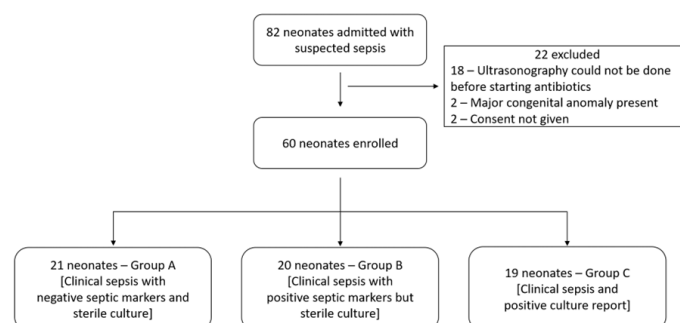 82 neonates admitted with
suspected sepsis
22 excluded
18 – Ultrasonography could not be done
before starting antibiotics
2 – Major congenital anomaly present
2 – Consent not given
60 neonates enrolled
21 neonates – Group A
[Clinical sepsis with
negative septic markers and
sterile culture]
20 neonates – Group B
[Clinical sepsis with
positive septic markers but
sterile culture]
19 neonates – Group C
[Clinical sepsis and
positive culture report]